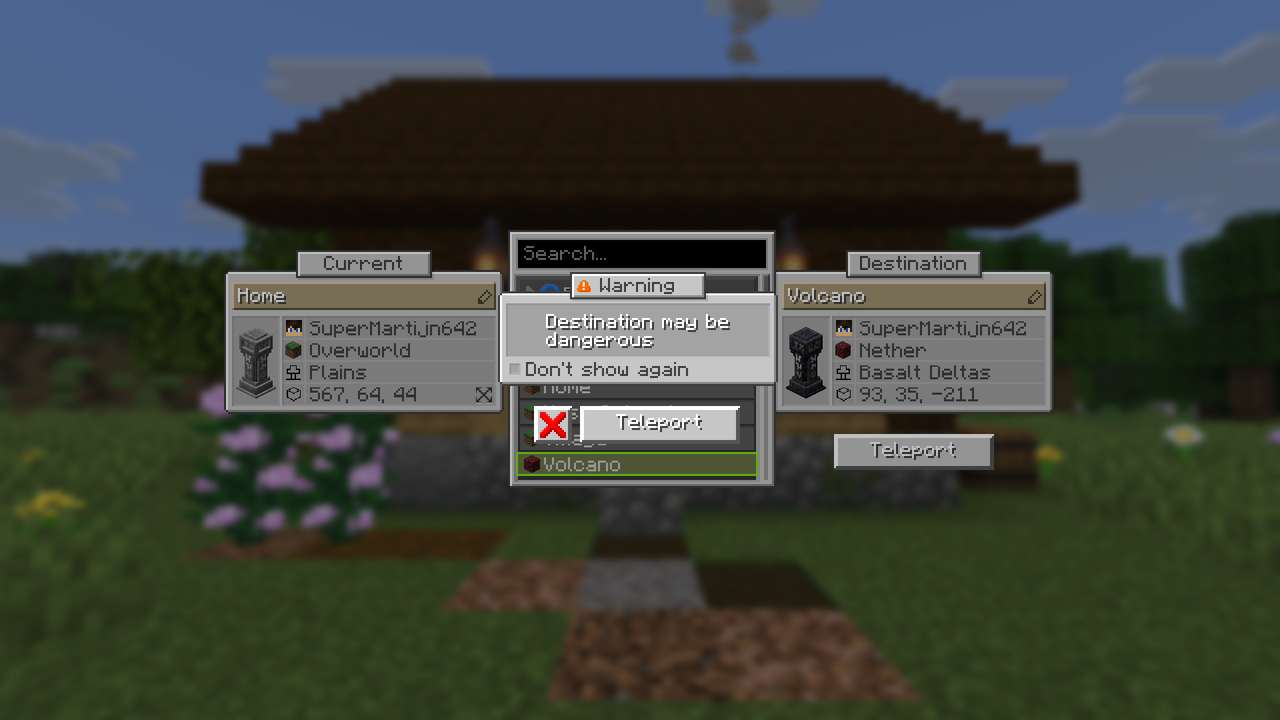 Search...
Current
Home
SuperMartijn642
Overworld
Plains
567, 64, 44
Warning
Destination may be
dangerous
Don't show again
Home
Teleport
Volcano
Destination
Volcano
SuperMartijn642
Nether
Basalt Deltas
93, 35, -211
Teleport